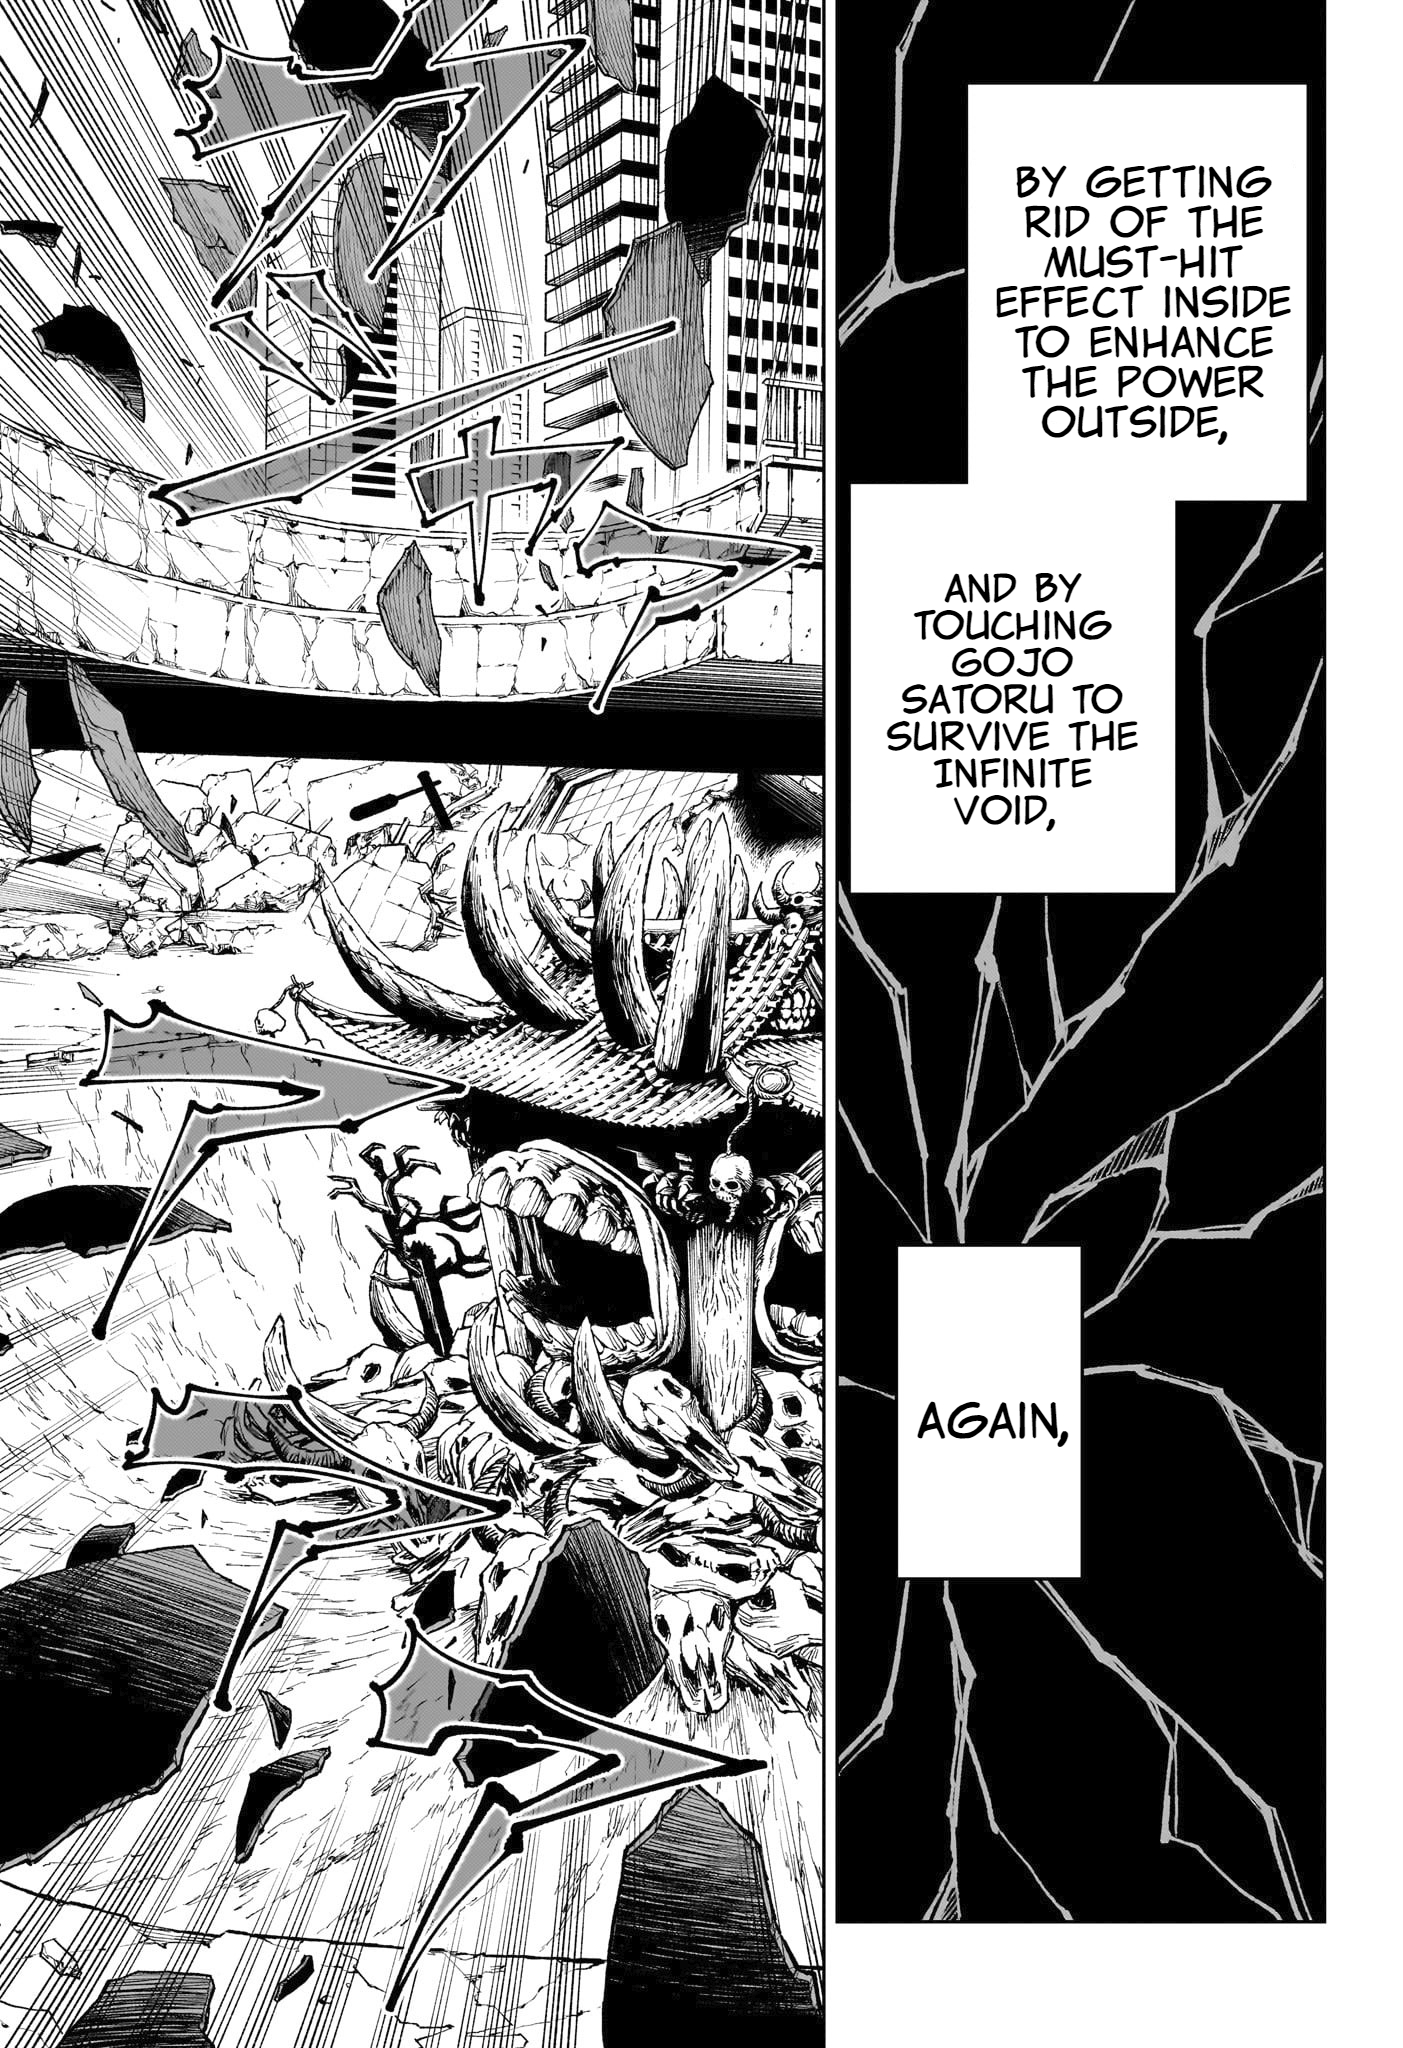 BY GETTING
RID OF THE
MUST-HIT
EFFECT INSIDE
TO ENHANCE
THE POWER
OUTSIDE,
AND BY
TOUCHING
GOJO
SATORU TO
SURVIVE THE
INFINITE
VOID,
AGAIN,